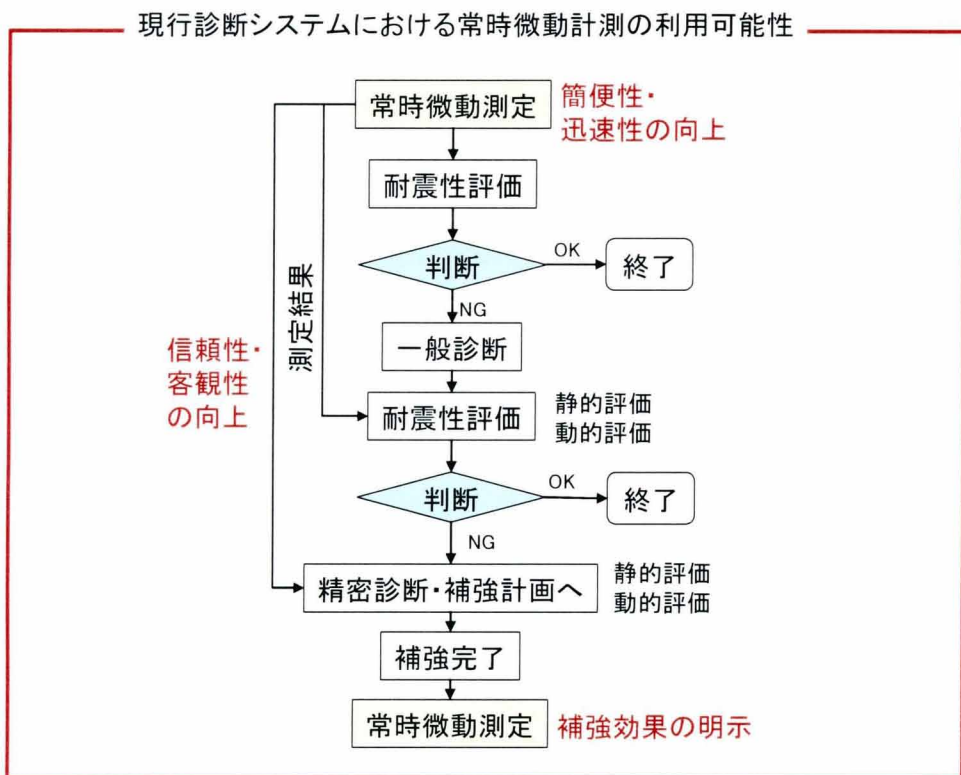 現行診断システムにおける常時微動計測の利用可能性
常時微動測定
簡便性・
迅速性の向上
耐震性評価
判断
OK
終了
NG
一般診断
測定結果
信頼性・
客観性
の向上
耐震性評価
静的評価
動的評価
判断
OK
終了
NG
精密診断・補強計画へ
静的評価
動的評価
補強完了
常時微動測定
補強効果の明示